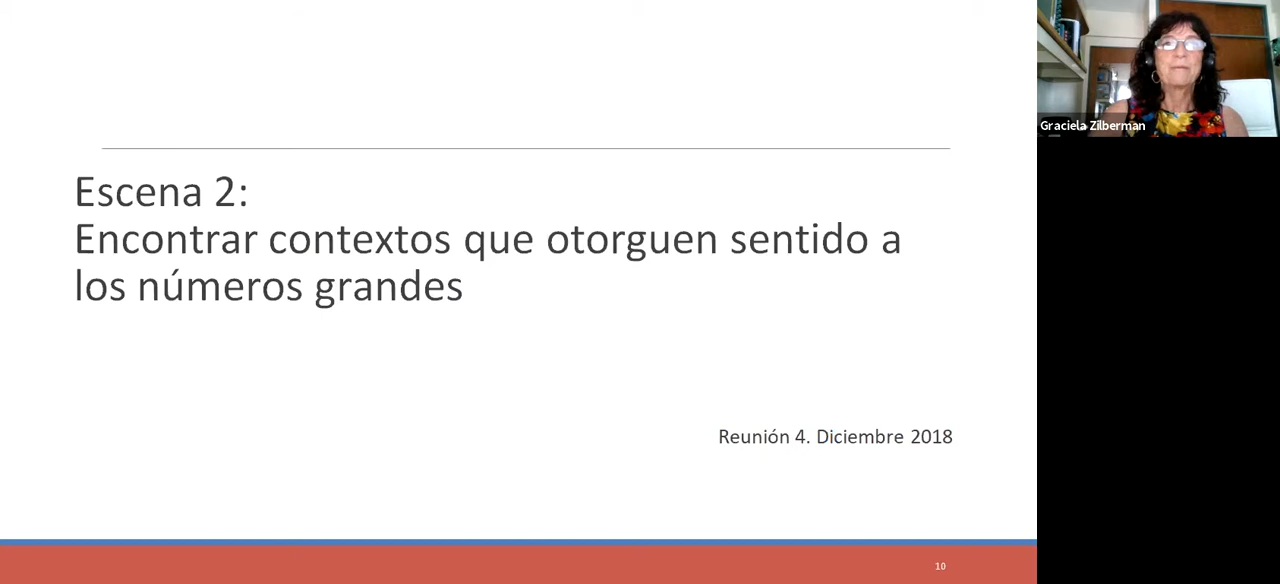 Graciela Zilberman
Escena 2:
Encontrar contextos que otorguen sentido a
los números grandes
Reunión 4. Diciembre 2018
10